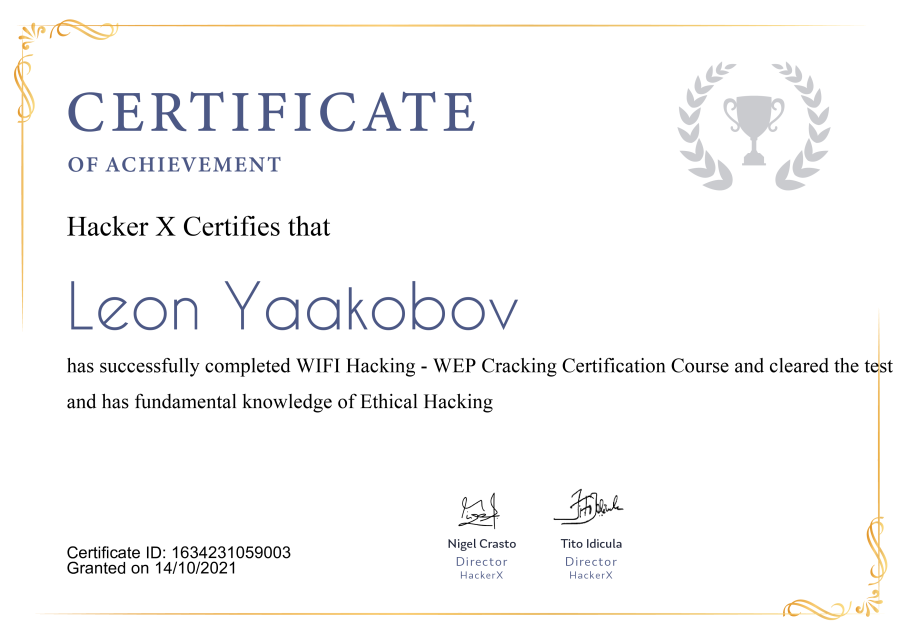 CERTIFICATE
OF ACHIEVEMENT
Hacker X Certifies that
Leon Yaakobov
has successfully completed WIFI Hacking - WEP Cracking Certification Course and cleared the test
and has fundamental knowledge of Ethical Hacking
Certificate ID: 1634231059003
Granted on 14/10/2021
Nigel Crasto
Director
HackerX
Tito Idicula
Director
HackerX